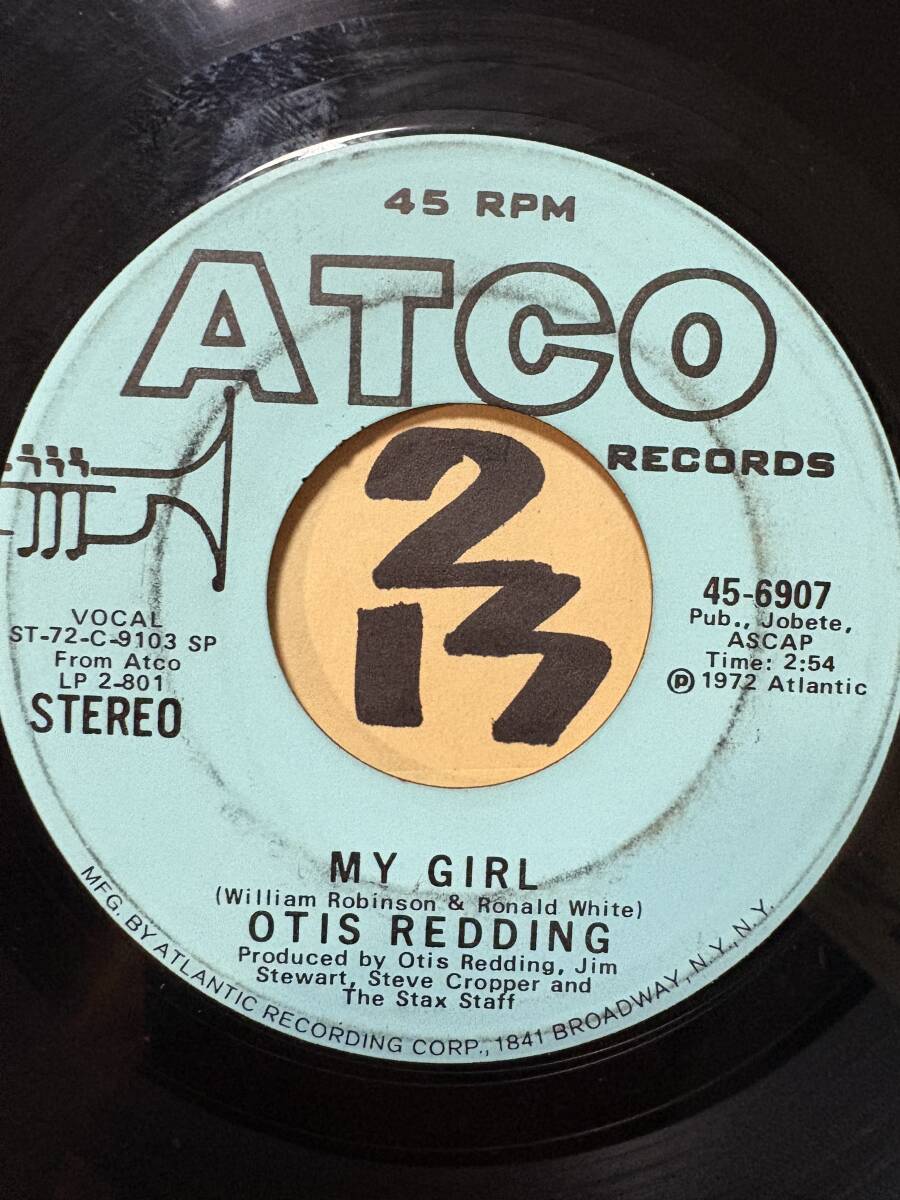 45 RPM
ATCO
RECORDS
2
13
VOCAL
ST-72-C-9103 SP
From Atco
LP 2-801
STEREO
45-6907
Pub., Jobete,
ASCAP
Time: 2:54
Ⓟ 1972 Atlantic
MY GIRL
(William Robinson & Ronald White)
OTIS REDDING
Produced by Otis Redding, Jim
Stewart, Steve Cropper and
The Stax Staff
MFG. BY ATLANTIC RECORDING CORP., 1841 BROADWAY, N.Y., N.Y.